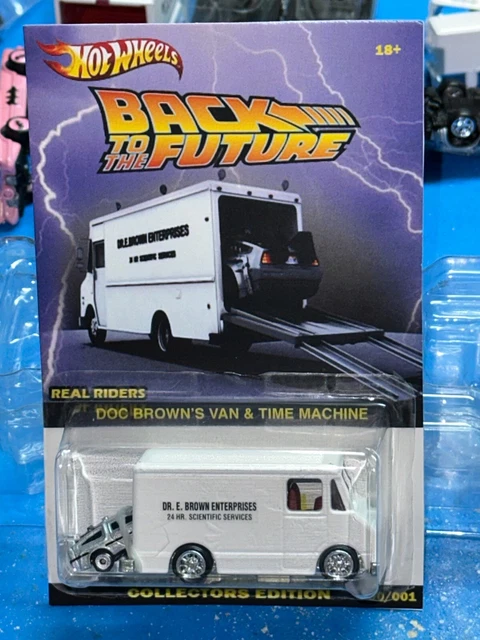 HOT WHEELS
18+
BACK
TO THE FUTURE
DR. E. BROWN ENTERPRISES
24 HR. SCIENTIFIC SERVICES
REAL RIDERS
DOC BROWN'S VAN & TIME MACHINE
DR. E. BROWN ENTERPRISES
24 HR. SCIENTIFIC SERVICES
COLLECTORS EDITION
/001